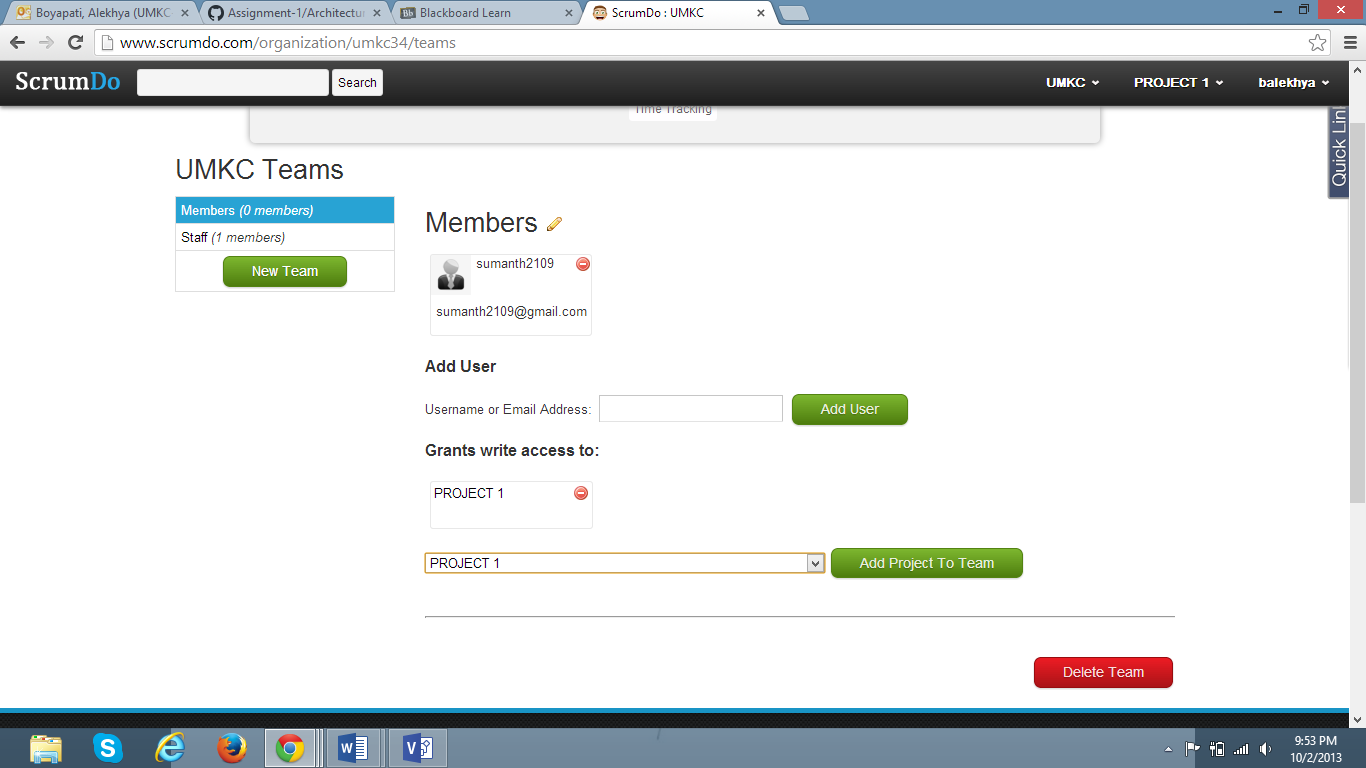 Boyapati, Alekhya (UMKC
Assignment-1/Architectur
Blackboard Learn
ScrumDo : UMKC
www.scrumdo.com/organization/umkc34/teams
ScrumDo
Search
UMKC
PROJECT 1
balekhya
Time Tracking
Quick Lin
UMKC Teams
Members (0 members)
Staff (1 members)
New Team
Members
sumanth2109
sumanth2109@gmail.com
Add User
Username or Email Address:
Add User
Grants write access to:
PROJECT 1
PROJECT 1
Add Project To Team
Delete Team
9:53 PM
10/2/2013